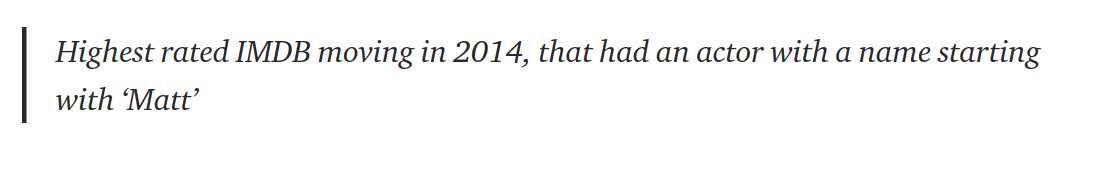 Highest rated IMDB moving in 2014, that had an actor with a name starting
with ‘Matt’